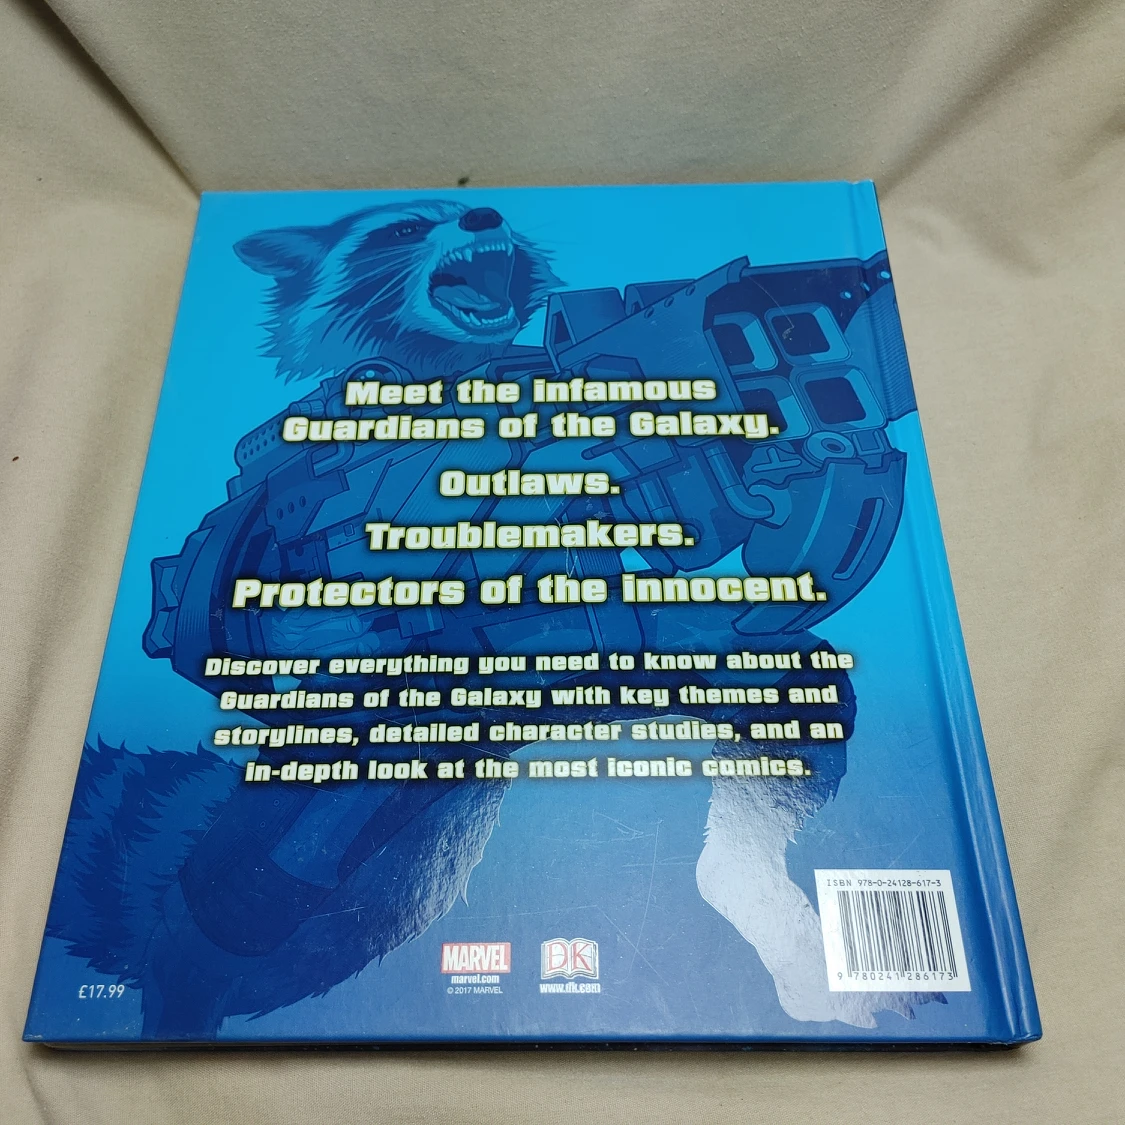 Meet the infamous
Guardians of the Galaxy.
Outlaws.
Troublemakers.
Protectors of the innocent.
Discover everything you need to know about the
Guardians of the Galaxy with key themes and
storylines, detailed character studies, and an
in-depth look at the most iconic comics.
ISBN 978-0-24128-617-3
9 780241 286173
£17.99
MARVEL
marvel.com
© 2017 MARVEL
DK
www.dk.com